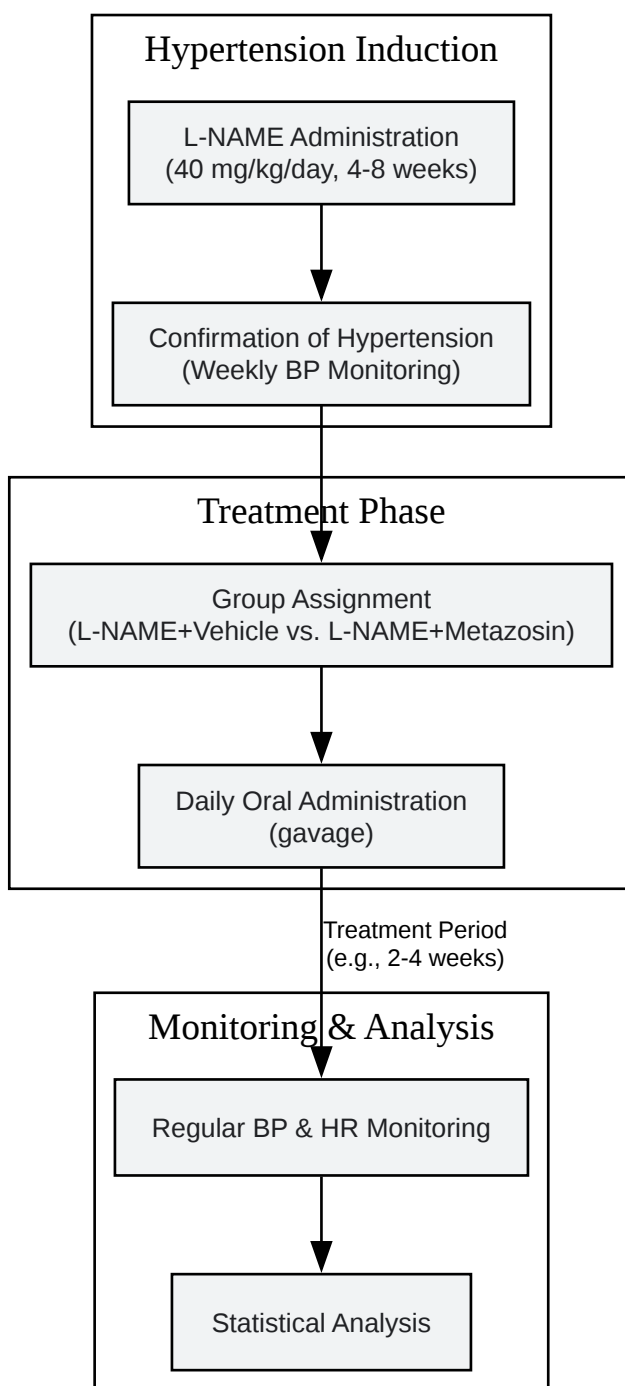 Hypertension Induction
L-NAME Administration
(40 mg/kg/day, 4-8 weeks)
Confirmation of Hypertension
(Weekly BP Monitoring)
Treatment Phase
Group Assignment
(L-NAME+Vehicle vs. L-NAME+Metazosin)
Daily Oral Administration
(gavage)
Treatment Period
(e.g., 2-4 weeks)
Monitoring & Analysis
Regular BP & HR Monitoring
Statistical Analysis